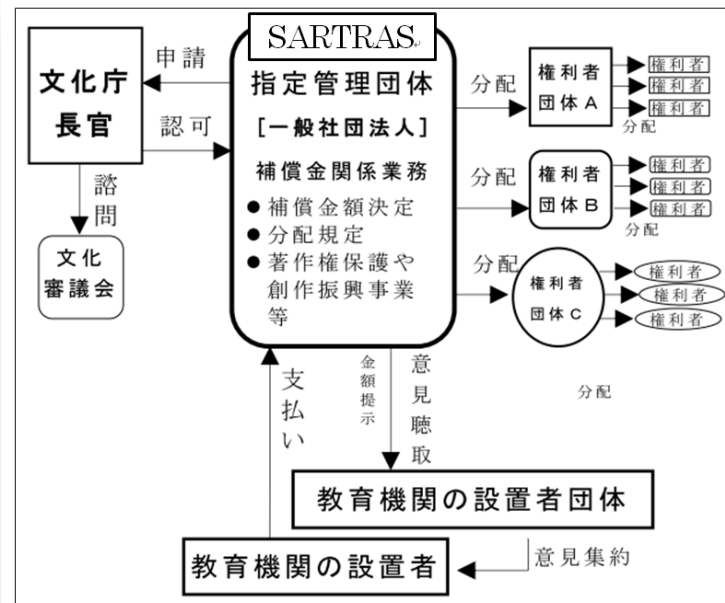 SARTRAS
文化庁
長官
申請
認可
諮問
文化
審議会
指定管理団体
[一般社団法人]
補償金関係業務
● 補償金額決定
● 分配規定
● 著作権保護や
創作振興事業
等
分配
権利者
団体A
権利者
権利者
権利者
分配
分配
権利者
団体B
権利者
権利者
権利者
分配
分配
権利者
団体C
権利者
権利者
権利者
分配
支払い
金額提示
意見聴取
教育機関の設置者団体
教育機関の設置者
意見集約